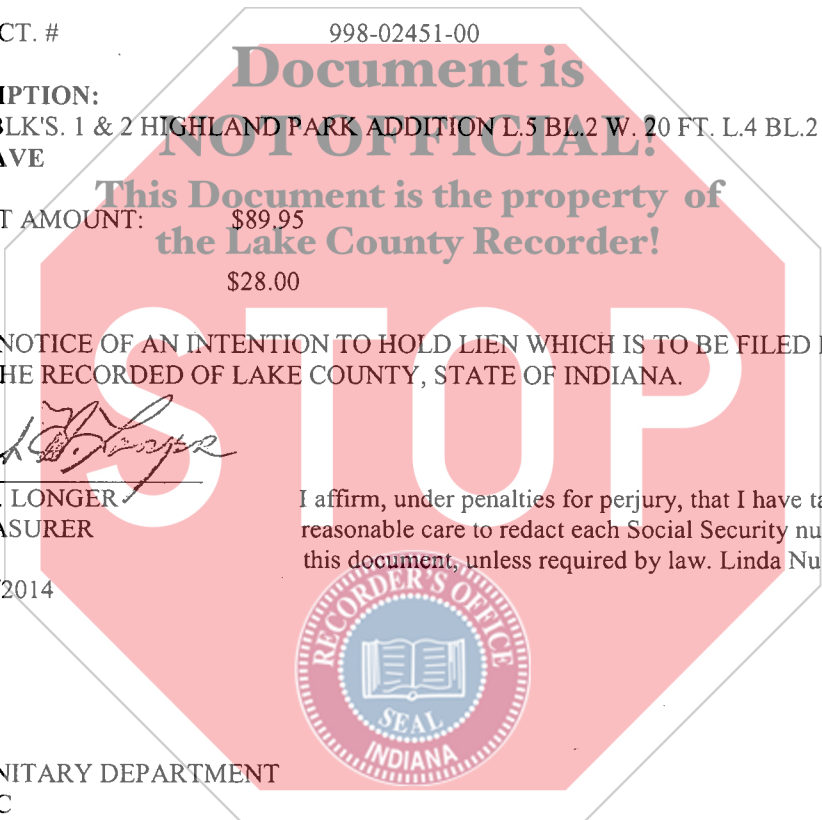 CT. # 998-02451-00
Document is
IPTION:
BLK'S. 1 & 2 HIGHLAND PARK ADDITION L.5 BL.2 W. 20 FT. L.4 BL.2
NOT OFFICIAL!
AVE
This Document is the property of
T AMOUNT: $89.95
the Lake County Recorder!
$28.00
NOTICE OF AN INTENTION TO HOLD LIEN WHICH IS TO BE FILED
HE RECORDED OF LAKE COUNTY, STATE OF INDIANA.
STOP
. LONGER
I affirm, under penalties for perjury, that I have ta
ASURER
reasonable care to redact each Social Security nu
this document, unless required by law. Linda Nu
/2014
RECORDER'S OFFICE
SEAL
INDIANA
NITARY DEPARTMENT
C